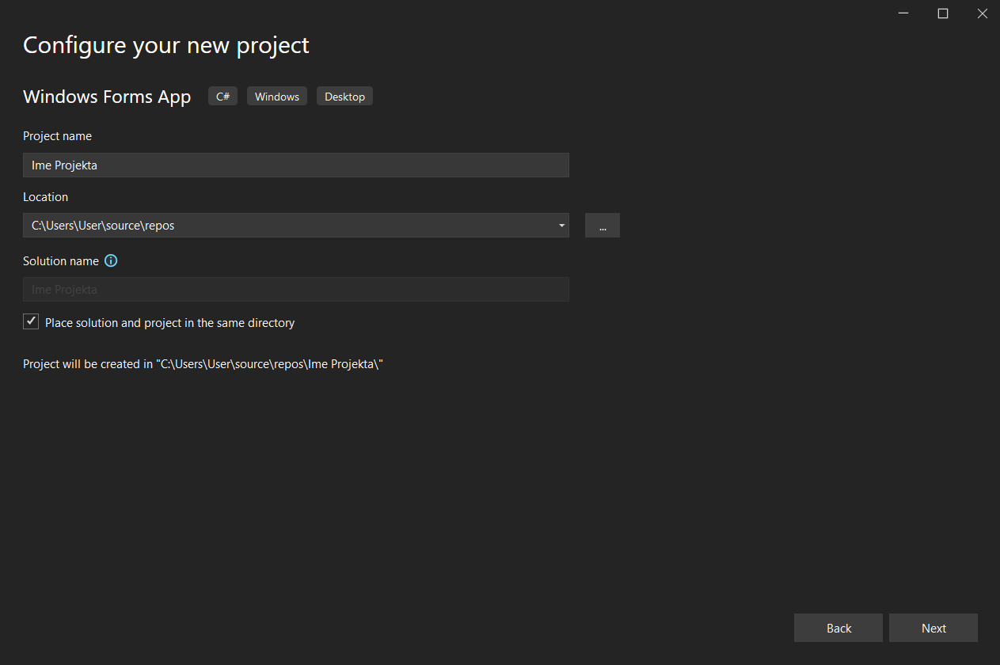 Configure your new project
Windows Forms App C# Windows Desktop
Project name
Ime Projekta
Location
C:\Users\User\source\repos
...
Solution name
Ime Projekta
Place solution and project in the same directory
Project will be created in "C:\Users\User\source\repos\Ime Projekta\"
Back Next